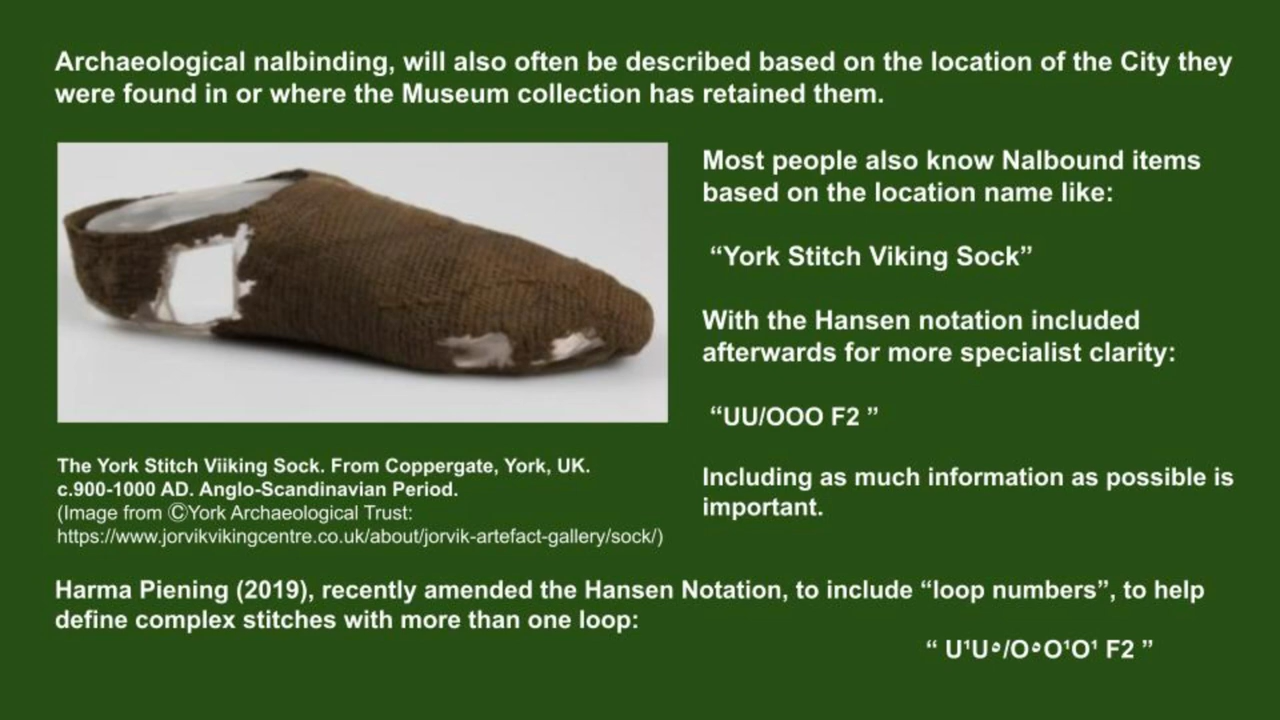 Archaeological nalbinding, will also often be described based on the location of the City they
were found in or where the Museum collection has retained them.
Most people also know Nalbound items
based on the location name like:
“York Stitch Viking Sock”
With the Hansen notation included
afterwards for more specialist clarity:
“UU/OOO F2 ”
Including as much information as possible is
important.
The York Stitch Viiking Sock. From Coppergate, York, UK.
c.900-1000 AD. Anglo-Scandinavian Period.
(Image from ©York Archaeological Trust:
https://www.jorvikvikingcentre.co.uk/about/jorvik-artefact-gallery/sock/)
Harma Piening (2019), recently amended the Hansen Notation, to include “loop numbers”, to help
define complex stitches with more than one loop:
“ U¹U⁰/O⁰O¹O¹ F2 ”